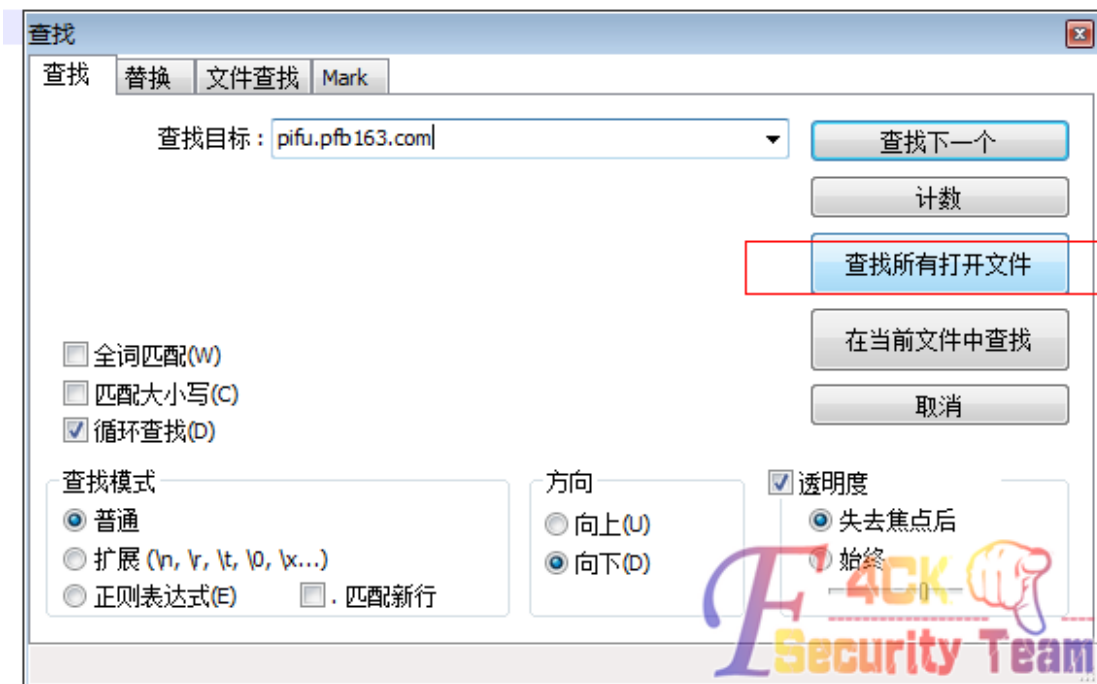 查找
查找 替换 文件查找 Mark
查找目标： pifu.pfb163.com 查找下一个
计数
查找所有打开文件
在当前文件中查找
取消
全词匹配(W)
匹配大小写(C)
循环查找(D)
查找模式
普通
扩展 (\n, \r, \t, \0, \x...)
正则表达式(E) . 匹配新行
方向
向上(U)
向下(D)
透明度
失去焦点后
始终
F4CK
Security Team